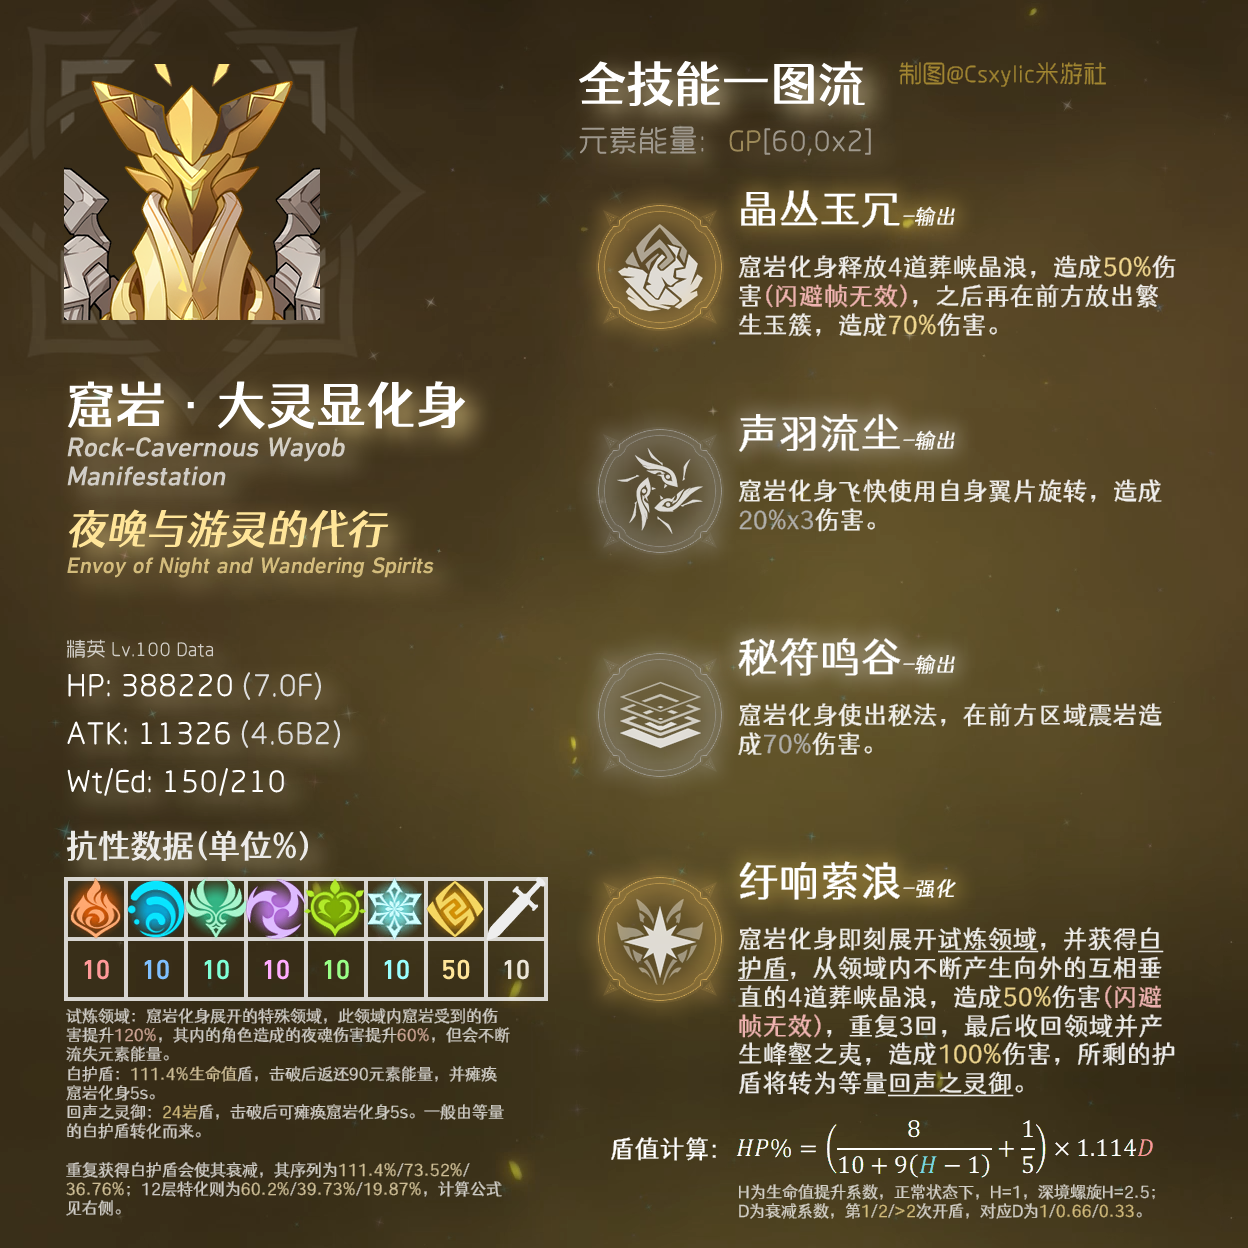 全技能一图流
制图@Csxylic米游社
元素能量： GP[60,0x2]
晶丛玉冗-输出
窟岩化身释放4道葬峡晶浪，造成50%伤
害(闪避帧无效)，之后再在前方放出繁
生玉簇，造成70%伤害。
窟岩·大灵显化身
Rock-Cavernous Wayob
Manifestation
夜晚与游灵的代行
Envoy of Night and Wandering Spirits
声羽流尘-输出
窟岩化身飞快使用自身翼片旋转，造成
20%x3伤害。
精英 Lv.100 Data
HP: 388220 (7.0F)
ATK: 11326 (4.6B2)
Wt/Ed: 150/210
秘符鸣谷-输出
窟岩化身使出秘法，在前方区域震岩造
成70%伤害。
抗性数据(单位%)
10 10 10 10 10 10 50 10
试炼领域：窟岩化身展开的特殊领域，此领域内窟岩受到的伤
害提升120%，其内的角色造成的夜魂伤害提升60%，但会不断
流失元素能量。
白护盾：111.4%生命值盾，击破后返还90元素能量，并瘫痪
窟岩化身5s。
回声之灵御：24岩盾，击破后可瘫痪窟岩化身5s。一般由等量
的白护盾转化而来。
重复获得白护盾会使其衰减，其序列为111.4%/73.52%/
36.76%；12层特化则为60.2%/39.73%/19.87%，计算公式
见右侧。
纡响萦浪-强化
窟岩化身即刻展开试炼领域，并获得白
护盾，从领域内不断产生向外的互相垂
直的4道葬峡晶浪，造成50%伤害(闪避
帧无效)，重复3回，最后收回领域并产
生峰壑之夷，造成100%伤害，所剩的护
盾将转为等量回声之灵御。
盾值计算： HP% = (8/(10 + 9(H − 1)) + 1/5) × 1.114D
H为生命值提升系数，正常状态下，H=1，深境螺旋H=2.5；
D为衰减系数，第1/2/>2次开盾，对应D为1/0.66/0.33。